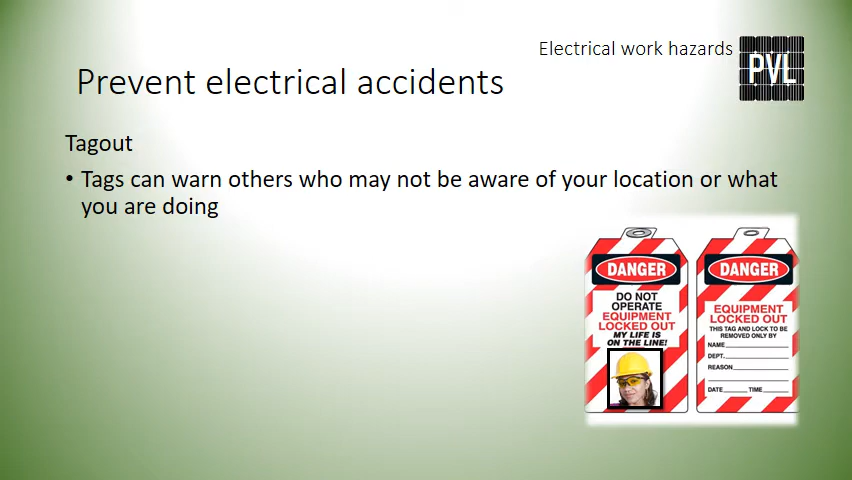 Electrical work hazards
PVL
Prevent electrical accidents
Tagout
• Tags can warn others who may not be aware of your location or what
you are doing
DANGER
DO NOT
OPERATE
EQUIPMENT
LOCKED OUT
MY LIFE IS
ON THE LINE!
DANGER
EQUIPMENT
LOCKED OUT
THIS TAG AND LOCK TO BE
REMOVED ONLY BY
NAME
DEPT.
REASON
DATE TIME